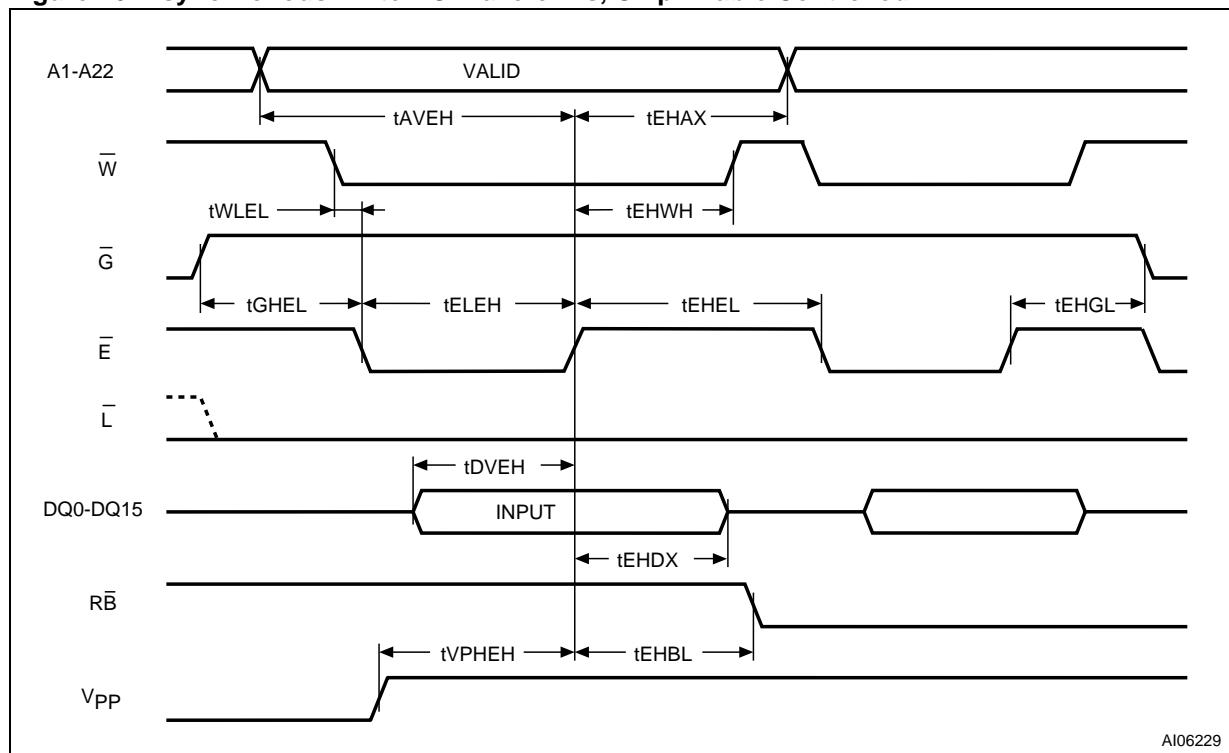 A1-A22
VALID
tAVEH
tEHAX
W̅
tWLEL
tEHWH
G̅
tGHEL
tELEH
tEHEL
tEHGL
E̅
L̅
tDVEH
DQ0-DQ15
INPUT
tEHDX
RB̅
tVPHEH
tEHBL
VPP
AI06229